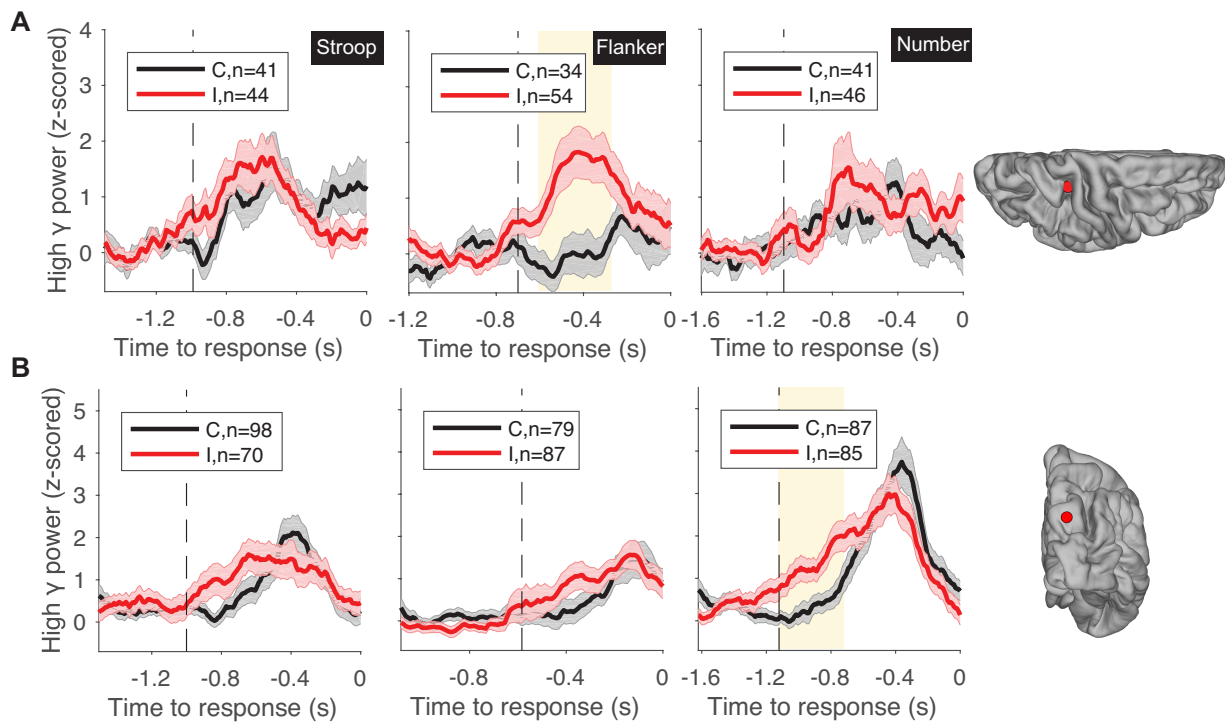 A
Stroop
Flanker
Number
High γ power (z-scored)
4
3
2
1
0
C,n=41
I,n=44
C,n=34
I,n=54
C,n=41
I,n=46
-1.2 -0.8 -0.4 0
-1.2 -0.8 -0.4 0
-1.6 -1.2 -0.8 -0.4 0
Time to response (s)
Time to response (s)
Time to response (s)
B
High γ power (z-scored)
5
4
3
2
1
0
C,n=98
I,n=70
C,n=79
I,n=87
C,n=87
I,n=85
-1.2 -0.8 -0.4 0
-0.8 -0.4 0
-1.6 -1.2 -0.8 -0.4 0
Time to response (s)
Time to response (s)
Time to response (s)